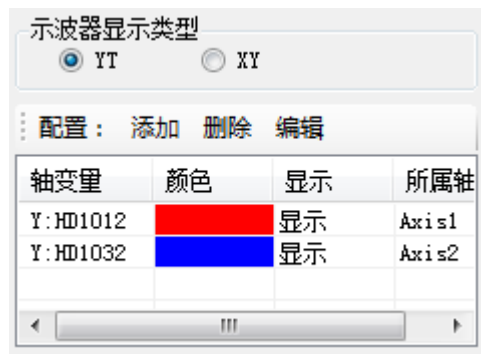 示波器显示类型
YT XY
配置： 添加 删除 编辑
轴变量 颜色 显示 所属轴
Y:HD1012 显示 Axis1
Y:HD1032 显示 Axis2